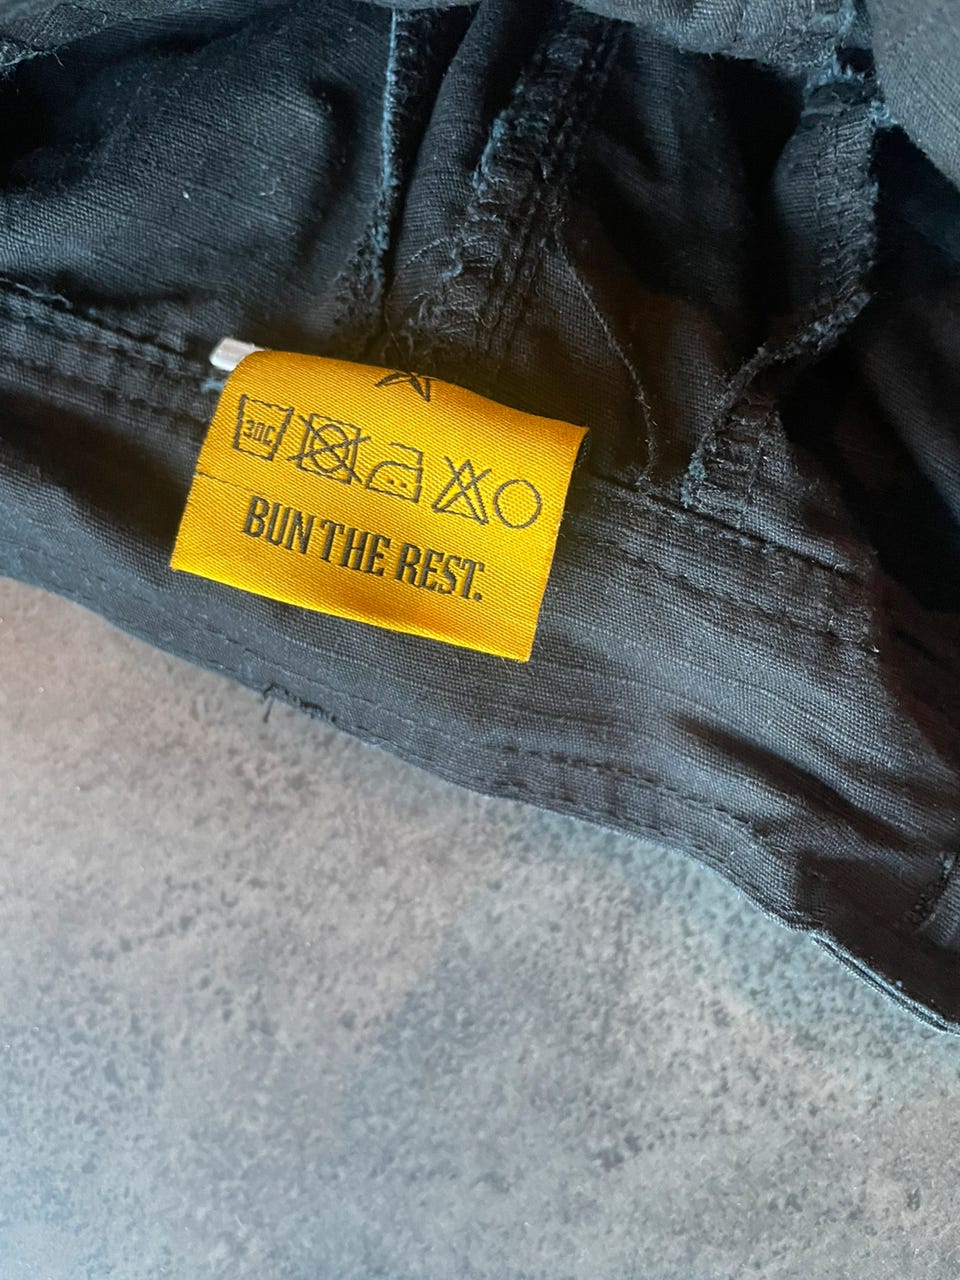 30C
BUN THE REST.